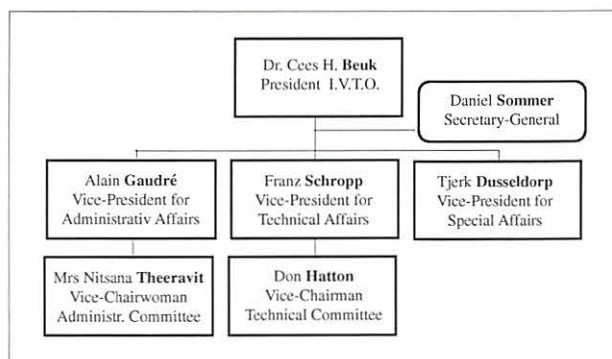 Dr. Cees H. Beuk
President I.V.T.O.
Daniel Sommer
Secretary-General
Alain Gaudré
Vice-President for
Administrativ Affairs
Franz Schropp
Vice-President for
Technical Affairs
Tjerk Dusseldorp
Vice-President for
Special Affairs
Mrs Nitsana Theeravit
Vice-Chairwoman
Administr. Committee
Don Hatton
Vice-Chairman
Technical Committee